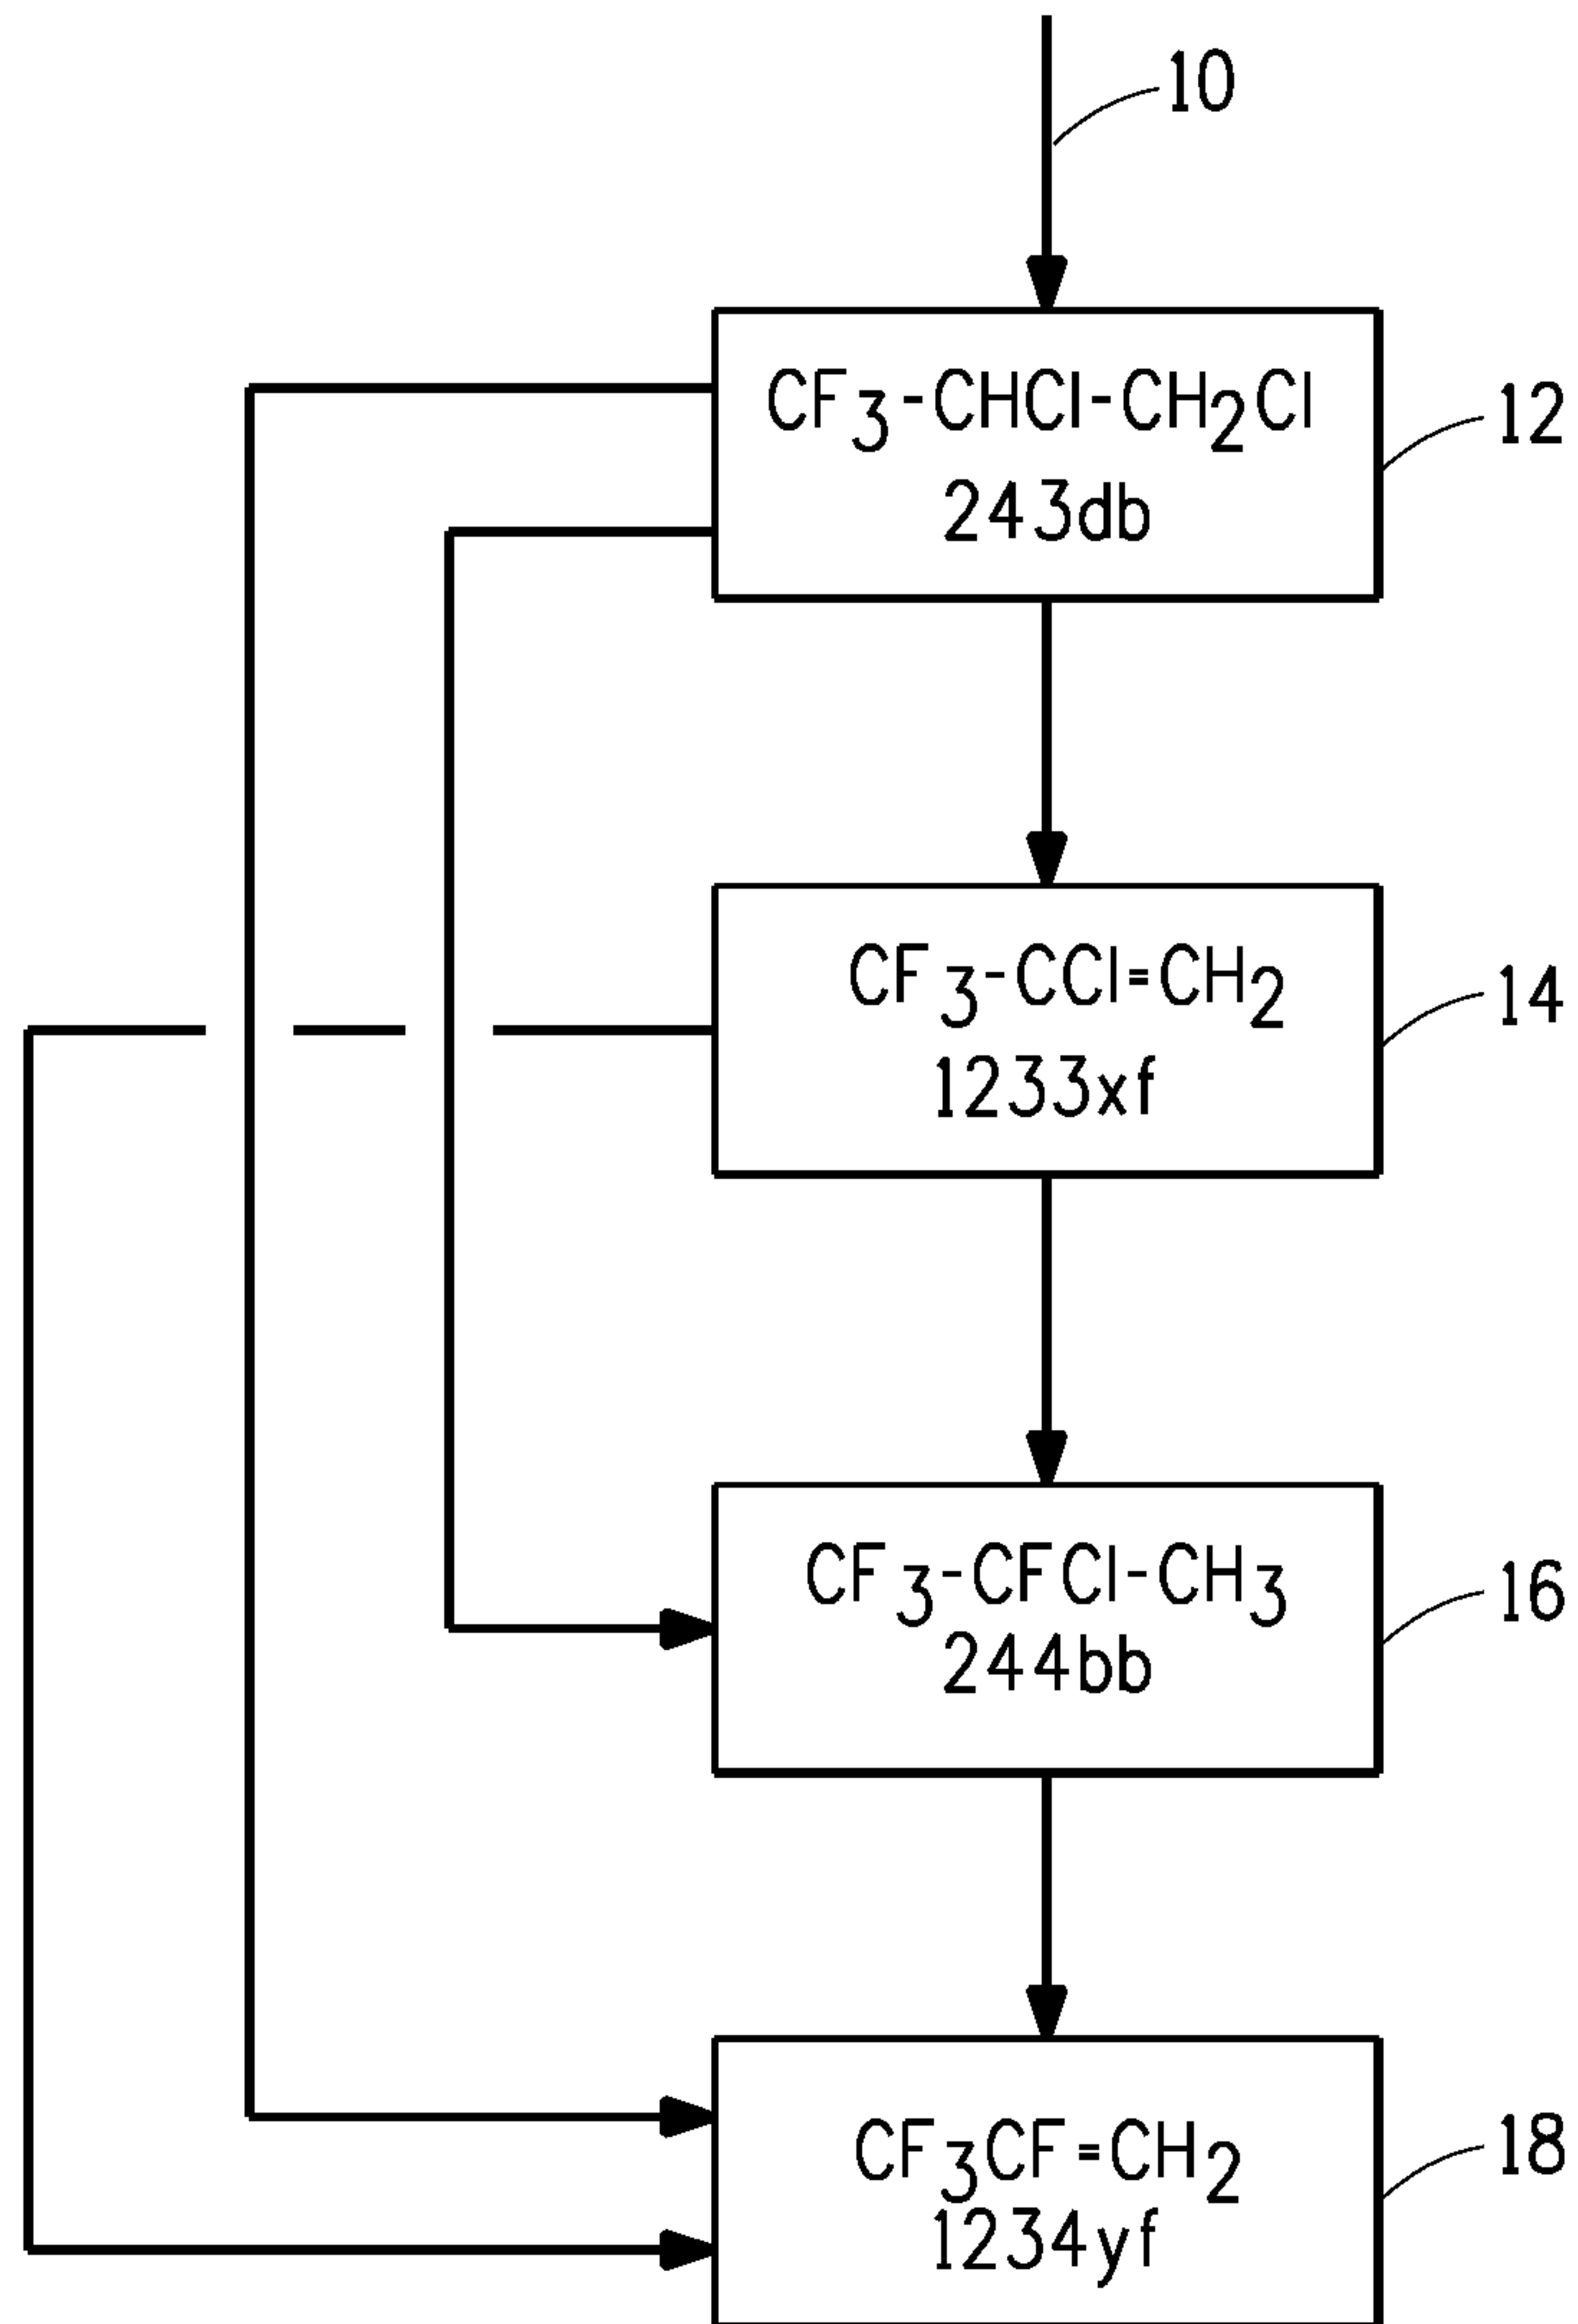 10
CF3-CHCl-CH2Cl
243db
12
CF3-CCl=CH2
1233xf
14
CF3-CFCl-CH3
244bb
16
CF3CF=CH2
1234yf
18